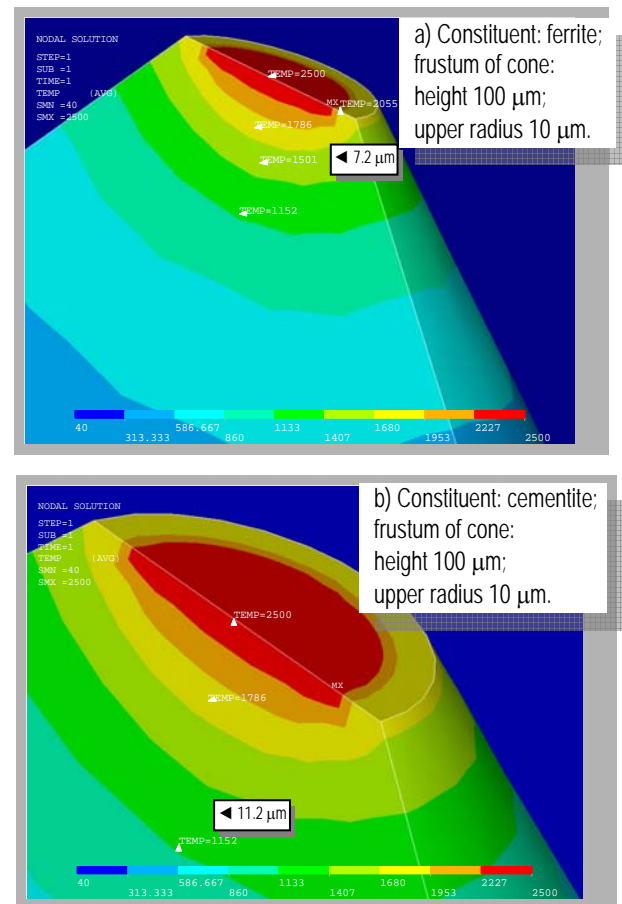 NODAL SOLUTION
STEP=1
SUB =1
TIME=1
TEMP (AVG)
SMN =40
SMX =2500
a) Constituent: ferrite;
frustum of cone:
height 100 μm;
upper radius 10 μm.
TEMP=2500
MX TEMP=2055
TEMP=1786
TEMP=1501
◄ 7.2 μm
TEMP=1152
40 586.667 1133 1680 2227
313.333 860 1407 1953 2500
NODAL SOLUTION
STEP=1
SUB =1
TIME=1
TEMP (AVG)
SMN =40
SMX =2500
b) Constituent: cementite;
frustum of cone:
height 100 μm;
upper radius 10 μm.
TEMP=2500
MX
TEMP=1786
◄ 11.2 μm
TEMP=1152
40 586.667 1133 1680 2227
313.333 860 1407 1953 2500